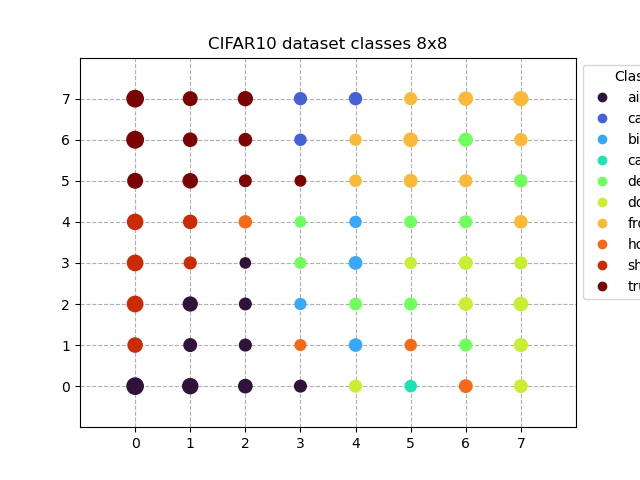 CIFAR10 dataset classes 8x8
Clas
ai
ca
bi
ca
de
do
fro
ho
sh
tru
7
6
5
4
3
2
1
0
0 1 2 3 4 5 6 7